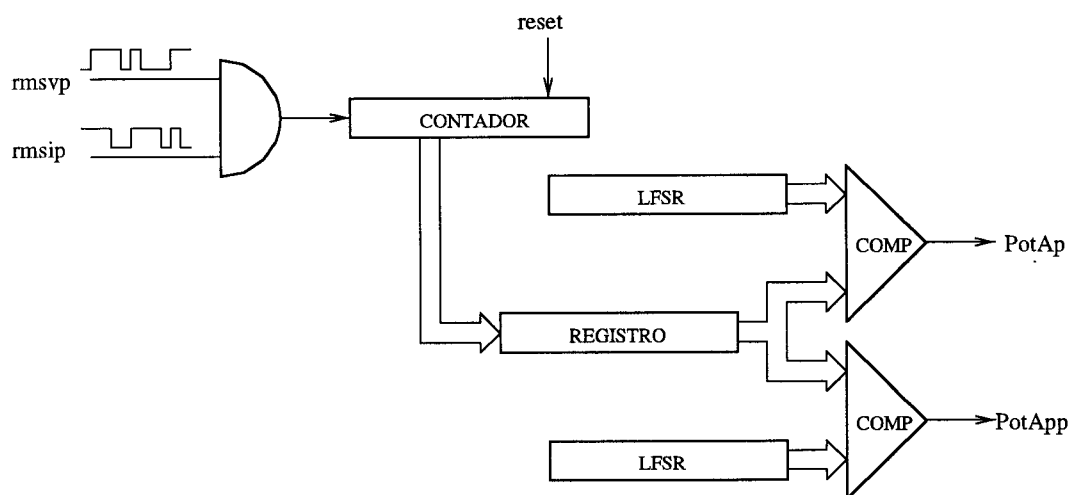 reset
rmsvp
CONTADOR
rmsip
LFSR
COMP
PotAp
REGISTRO
COMP
PotApp
LFSR